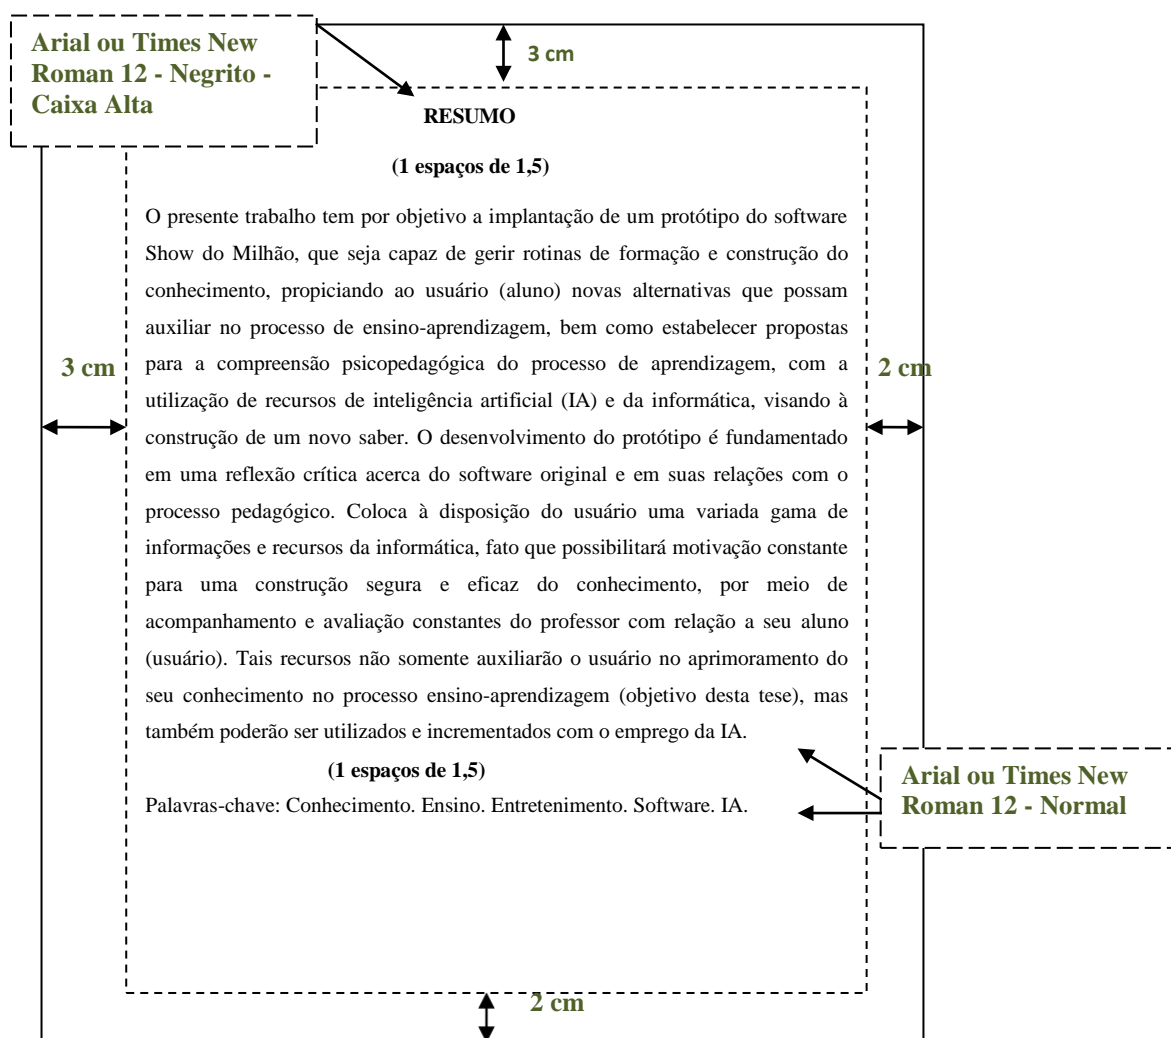 Arial ou Times New
Roman 12 - Negrito -
Caixa Alta
3 cm
RESUMO
(1 espaços de 1,5)
O presente trabalho tem por objetivo a implantação de um protótipo do software
Show do Milhão, que seja capaz de gerir rotinas de formação e construção do
conhecimento, propiciando ao usuário (aluno) novas alternativas que possam
auxiliar no processo de ensino-aprendizagem, bem como estabelecer propostas
para a compreensão psicopedagógica do processo de aprendizagem, com a
3 cm
2 cm
utilização de recursos de inteligência artificial (IA) e da informática, visando à
construção de um novo saber. O desenvolvimento do protótipo é fundamentado
em uma reflexão crítica acerca do software original e em suas relações com o
processo pedagógico. Coloca à disposição do usuário uma variada gama de
informações e recursos da informática, fato que possibilitará motivação constante
para uma construção segura e eficaz do conhecimento, por meio de
acompanhamento e avaliação constantes do professor com relação a seu aluno
(usuário). Tais recursos não somente auxiliarão o usuário no aprimoramento do
seu conhecimento no processo ensino-aprendizagem (objetivo desta tese), mas
também poderão ser utilizados e incrementados com o emprego da IA.
(1 espaços de 1,5)
Palavras-chave: Conhecimento. Ensino. Entretenimento. Software. IA.
Arial ou Times New
Roman 12 - Normal
2 cm